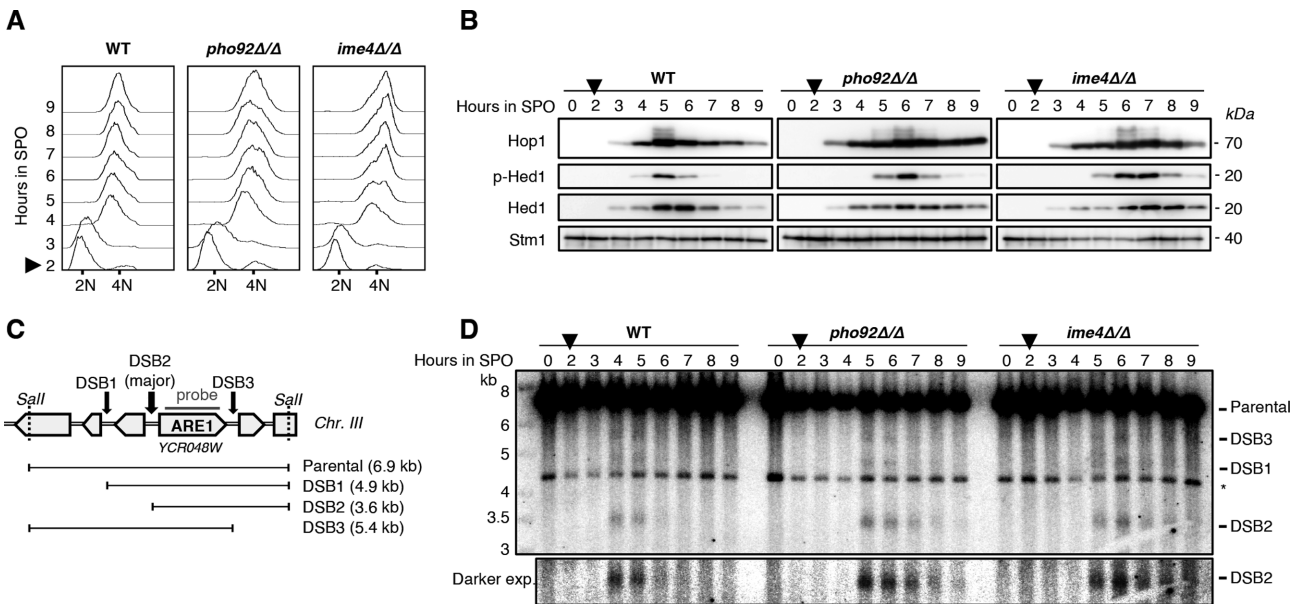 A
WT
pho92Δ/Δ
ime4Δ/Δ
Hours in SPO
9
8
7
6
5
4
3
2
2N 4N 2N 4N 2N 4N
B
WT pho92Δ/Δ ime4Δ/Δ
Hours in SPO 0 2 3 4 5 6 7 8 9 0 2 3 4 5 6 7 8 9 0 2 3 4 5 6 7 8 9 kDa
Hop1 - 70
p-Hed1 - 20
Hed1 - 20
Stm1 - 40
C
DSB2
DSB1 (major) DSB3
SalI probe SalI
ARE1 Chr. III
YCR048W
Parental (6.9 kb)
DSB1 (4.9 kb)
DSB2 (3.6 kb)
DSB3 (5.4 kb)
D
WT pho92Δ/Δ ime4Δ/Δ
Hours in SPO 0 2 3 4 5 6 7 8 9 0 2 3 4 5 6 7 8 9 0 2 3 4 5 6 7 8 9
kb
8
6
5
4
3.5
3
Parental
DSB3
DSB1
*
DSB2
Darker exp. DSB2